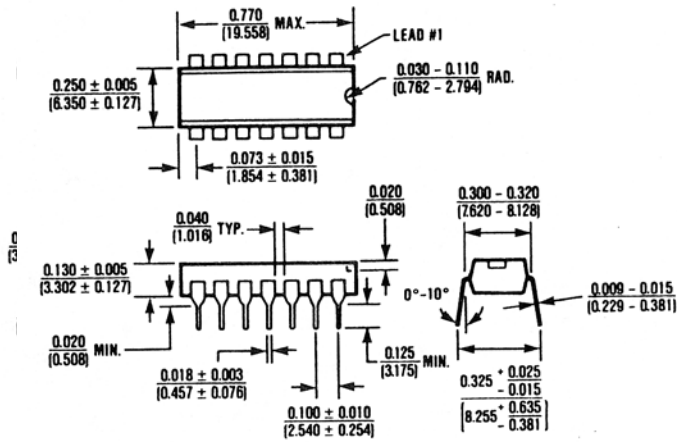 0.770
(19.558)
MAX.
LEAD #1
0.250 ± 0.005
(6.350 ± 0.127)
0.030 – 0.110
(0.762 – 2.794)
RAD.
0.073 ± 0.015
(1.854 ± 0.381)
0.020
(0.508)
0.300 – 0.320
(7.620 – 8.128)
0.040
(1.016)
TYP.
0.130 ± 0.005
(3.302 ± 0.127)
0°–10°
0.009 – 0.015
(0.229 – 0.381)
0.020
(0.508)
MIN.
0.125
(3.175)
MIN.
0.018 ± 0.003
(0.457 ± 0.076)
0.100 ± 0.010
(2.540 ± 0.254)
0.325 + 0.025
– 0.015
(8.255 + 0.635
– 0.381)